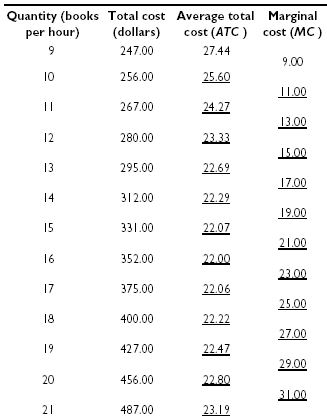 Quantity (books Total cost Average total Marginal
per hour) (dollars) cost (ATC ) cost (MC )
9 247.00 27.44
9.00
10 256.00 25.60
11.00
11 267.00 24.27
13.00
12 280.00 23.33
15.00
13 295.00 22.69
17.00
14 312.00 22.29
19.00
15 331.00 22.07
21.00
16 352.00 22.00
23.00
17 375.00 22.06
25.00
18 400.00 22.22
27.00
19 427.00 22.47
29.00
20 456.00 22.80
31.00
21 487.00 23.19